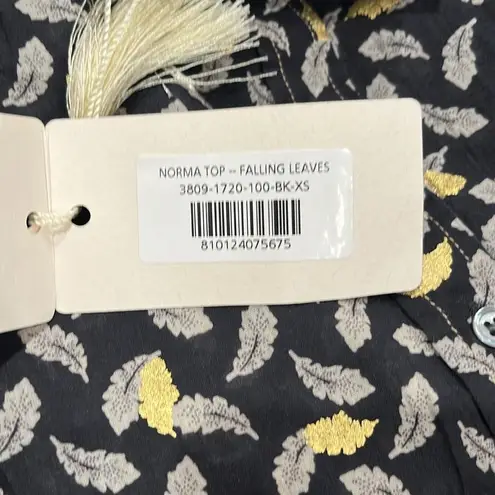 NORMA TOP -- FALLING LEAVES
3809-1720-100-BK-XS
810124075675